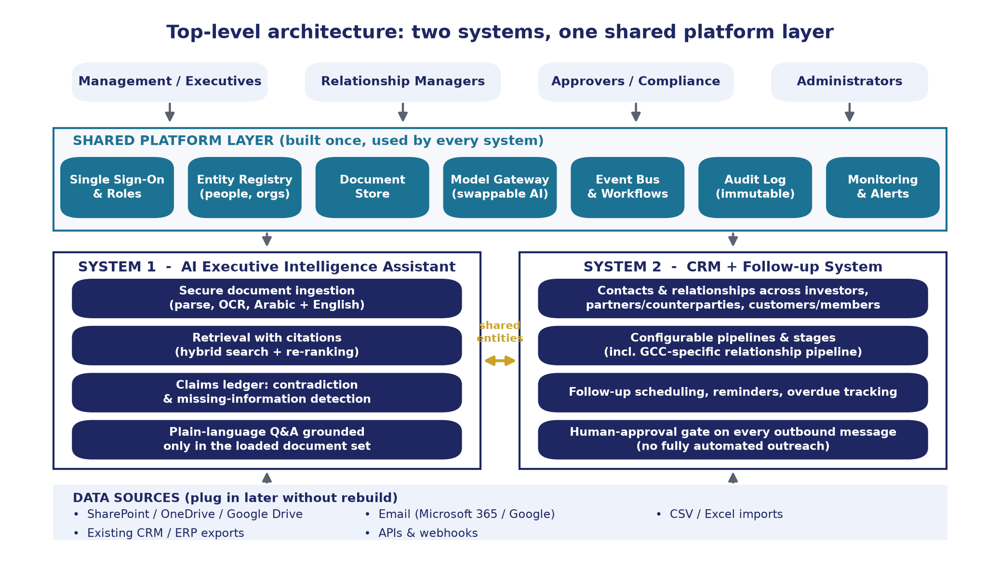 Top-level architecture: two systems, one shared platform layer
Management / Executives
Relationship Managers
Approvers / Compliance
Administrators
SHARED PLATFORM LAYER (built once, used by every system)
Single Sign-On
& Roles
Entity Registry
(people, orgs)
Document
Store
Model Gateway
(swappable AI)
Event Bus
& Workflows
Audit Log
(immutable)
Monitoring
& Alerts
SYSTEM 1 - AI Executive Intelligence Assistant
Secure document ingestion
(parse, OCR, Arabic + English)
Retrieval with citations
(hybrid search + re-ranking)
Claims ledger: contradiction
& missing-information detection
Plain-language Q&A grounded
only in the loaded document set
shared
entities
SYSTEM 2 - CRM + Follow-up System
Contacts & relationships across investors,
partners/counterparties, customers/members
Configurable pipelines & stages
(incl. GCC-specific relationship pipeline)
Follow-up scheduling, reminders, overdue tracking
Human-approval gate on every outbound message
(no fully automated outreach)
DATA SOURCES (plug in later without rebuild)
• SharePoint / OneDrive / Google Drive
• Email (Microsoft 365 / Google)
• CSV / Excel imports
• Existing CRM / ERP exports
• APIs & webhooks